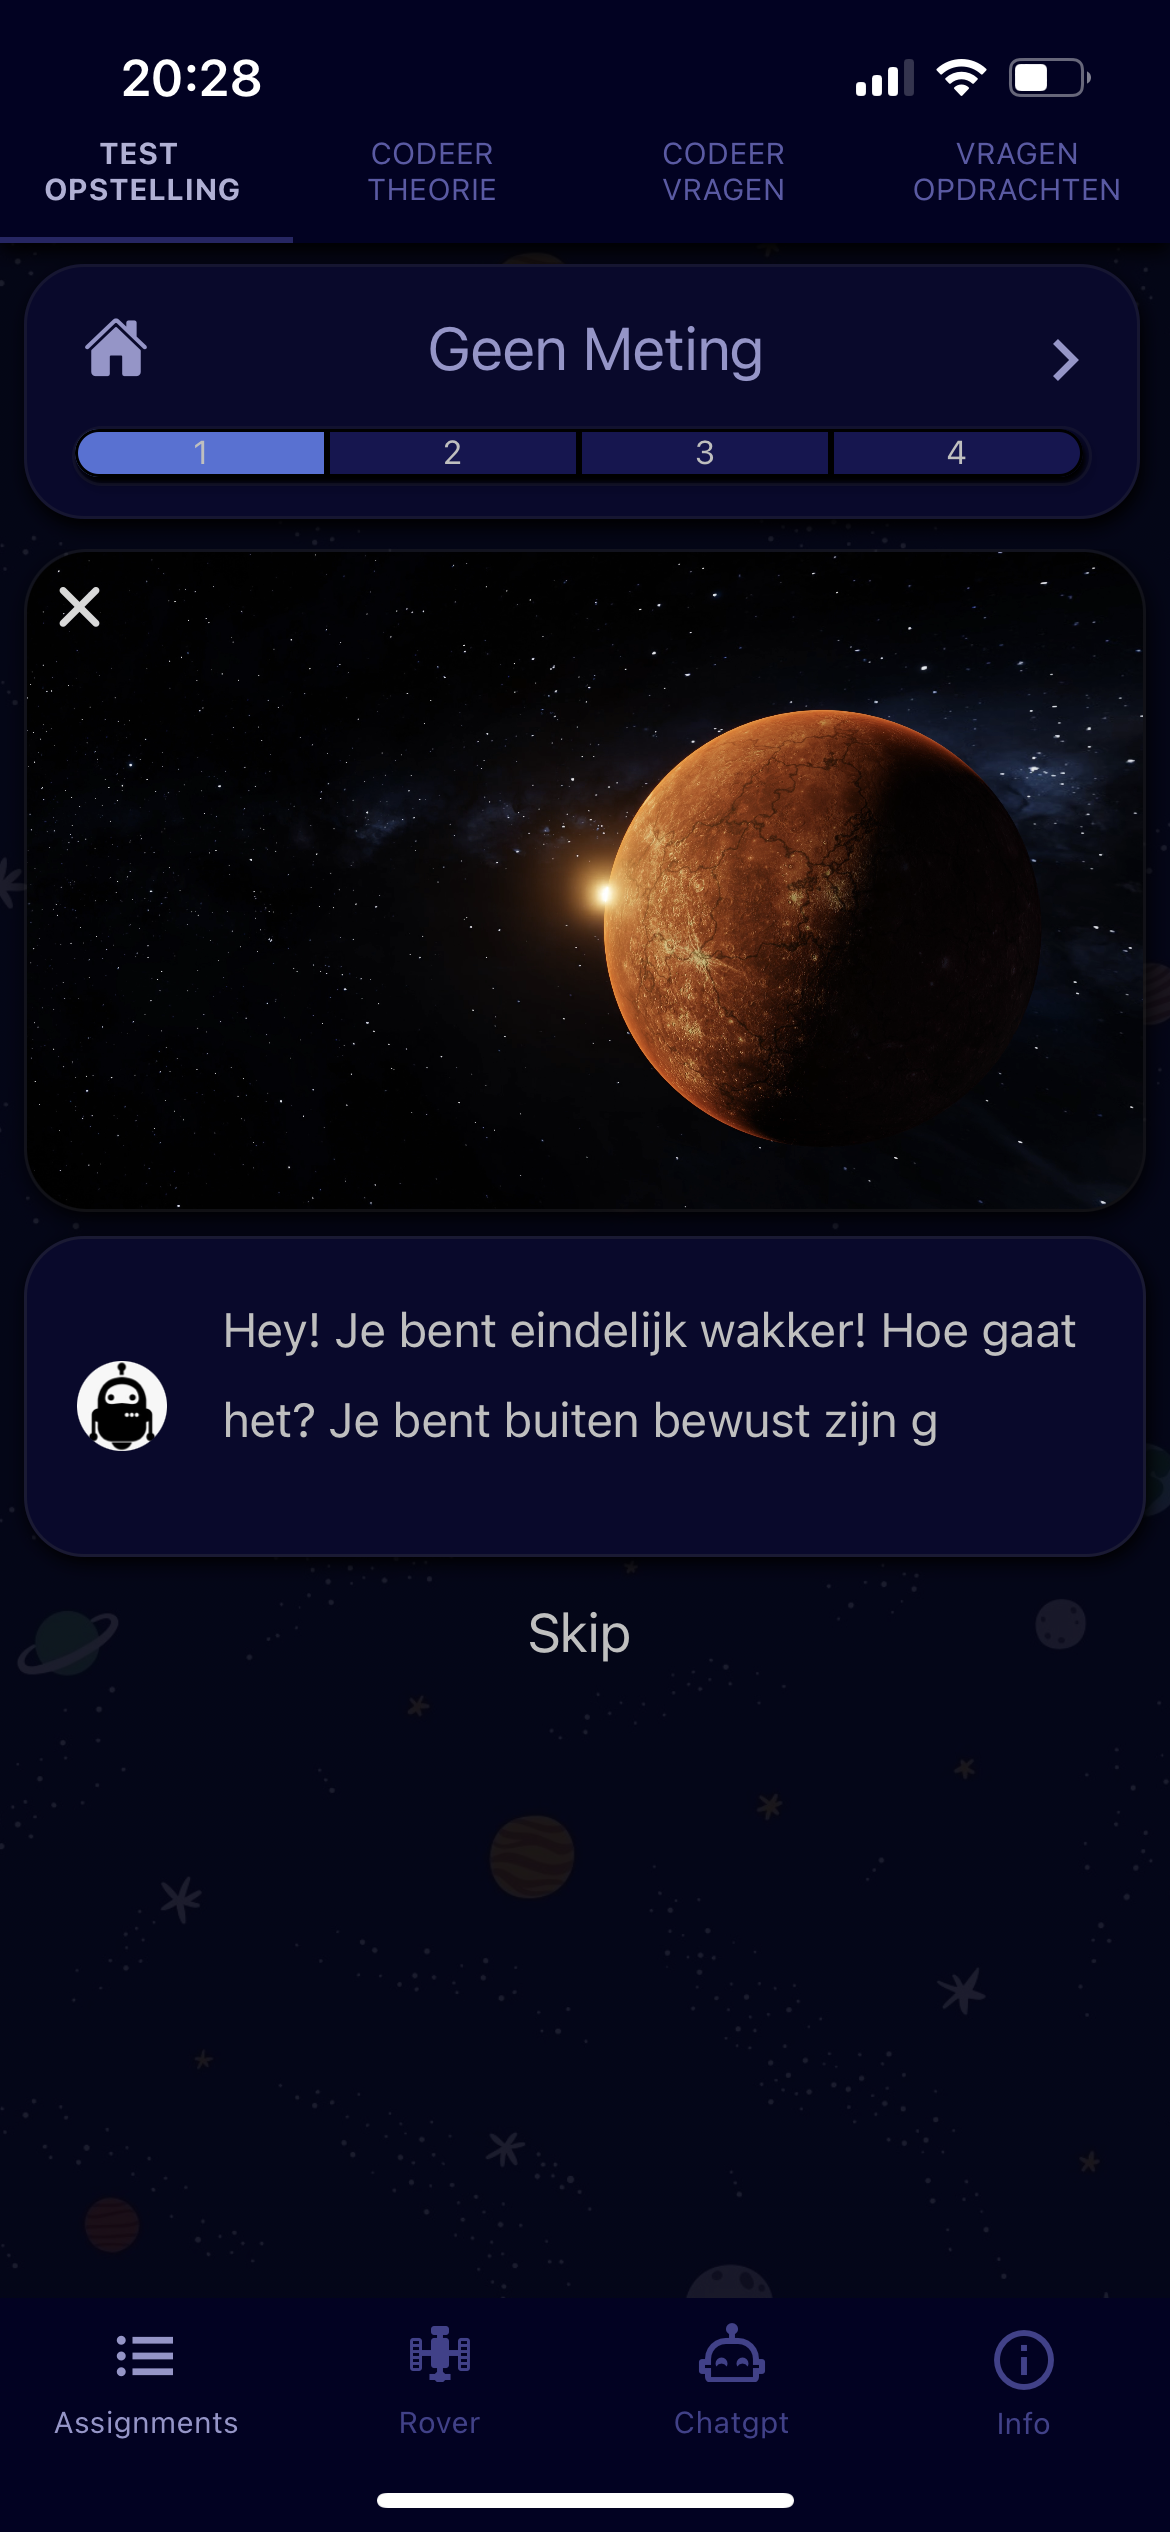 20:28
TEST OPSTELLING
CODEER THEORIE
CODEER VRAGEN
VRAGEN OPDRACHTEN
Geen Meting
1 2 3 4
Hey! Je bent eindelijk wakker! Hoe gaat
het? Je bent buiten bewust zijn g
Skip
Assignments
Rover
Chatgpt
Info